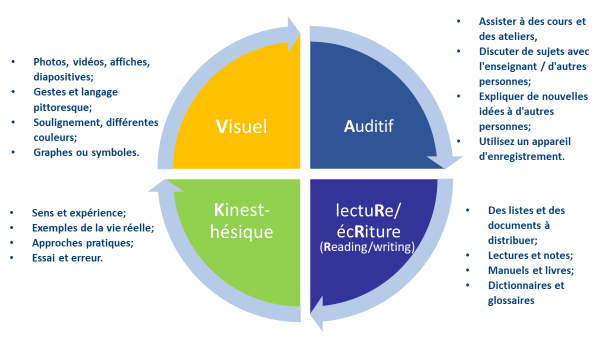 • Photos, vidéos, affiches,
diapositives;
• Gestes et langage
pittoresque;
• Soulignement, différentes
couleurs;
• Graphes ou symboles.
Visuel
Auditif
• Assister à des cours et
des ateliers,
• Discuter de sujets avec
l'enseignant / d'autres
personnes;
• Expliquer de nouvelles
idées à d'autres
personnes;
• Utilisez un appareil
d'enregistrement.
• Sens et expérience;
• Exemples de la vie réelle;
• Approches pratiques;
• Essai et erreur.
Kinest-
hésique
lectuRe/
écRiture
(Reading/writing)
• Des listes et des
documents à
distribuer;
• Lectures et notes;
• Manuels et livres;
• Dictionnaires et
glossaires